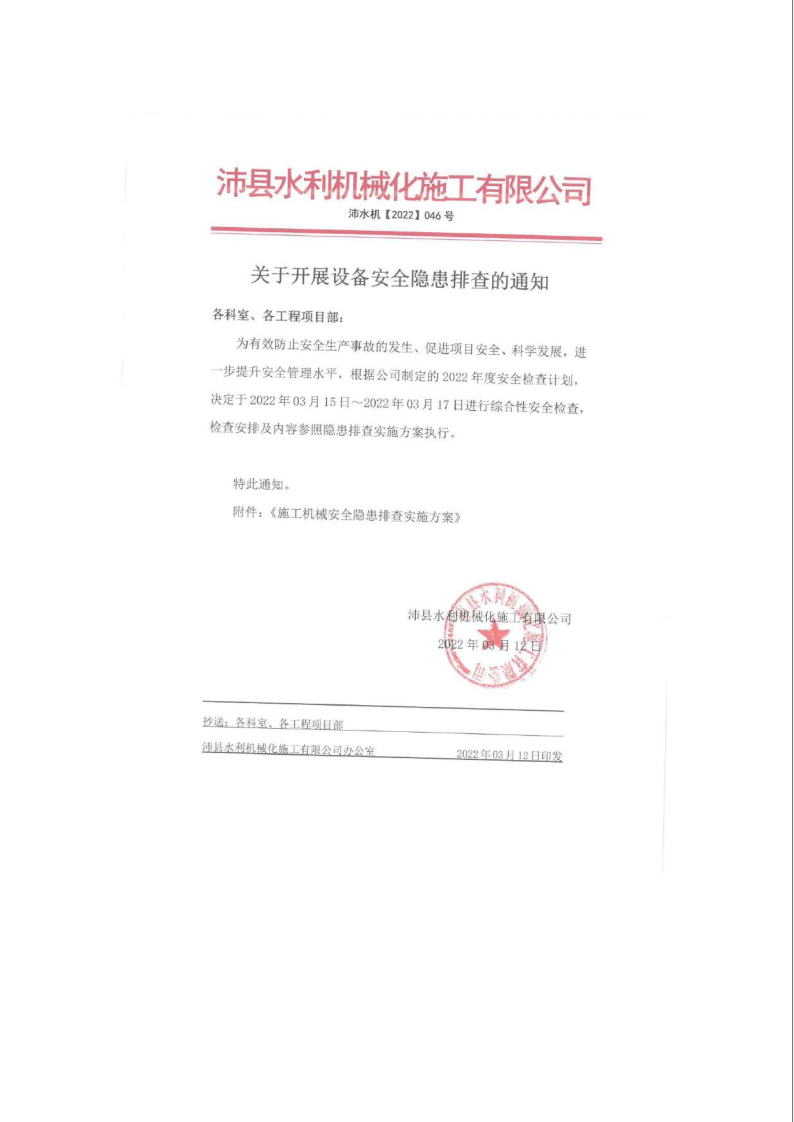 沛县水利机械化施工有限公司
沛水机【2022】046 号
关于开展设备安全隐患排查的通知
各科室、各工程项目部：
为有效防止安全生产事故的发生、促进项目安全、科学发展，进
一步提升安全管理水平，根据公司制定的 2022 年度安全检查计划，
决定于 2022 年 03 月 15 日～2022 年 03 月 17 日进行综合性安全检查，
检查安排及内容参照隐患排查实施方案执行。
特此通知。
附件：《施工机械安全隐患排查实施方案》
沛县水利机械化施工有限公司
2022 年 03 月 12 日
抄送：各科室、各工程项目部
沛县水利机械化施工有限公司办公室 2022 年 03 月 12 日印发